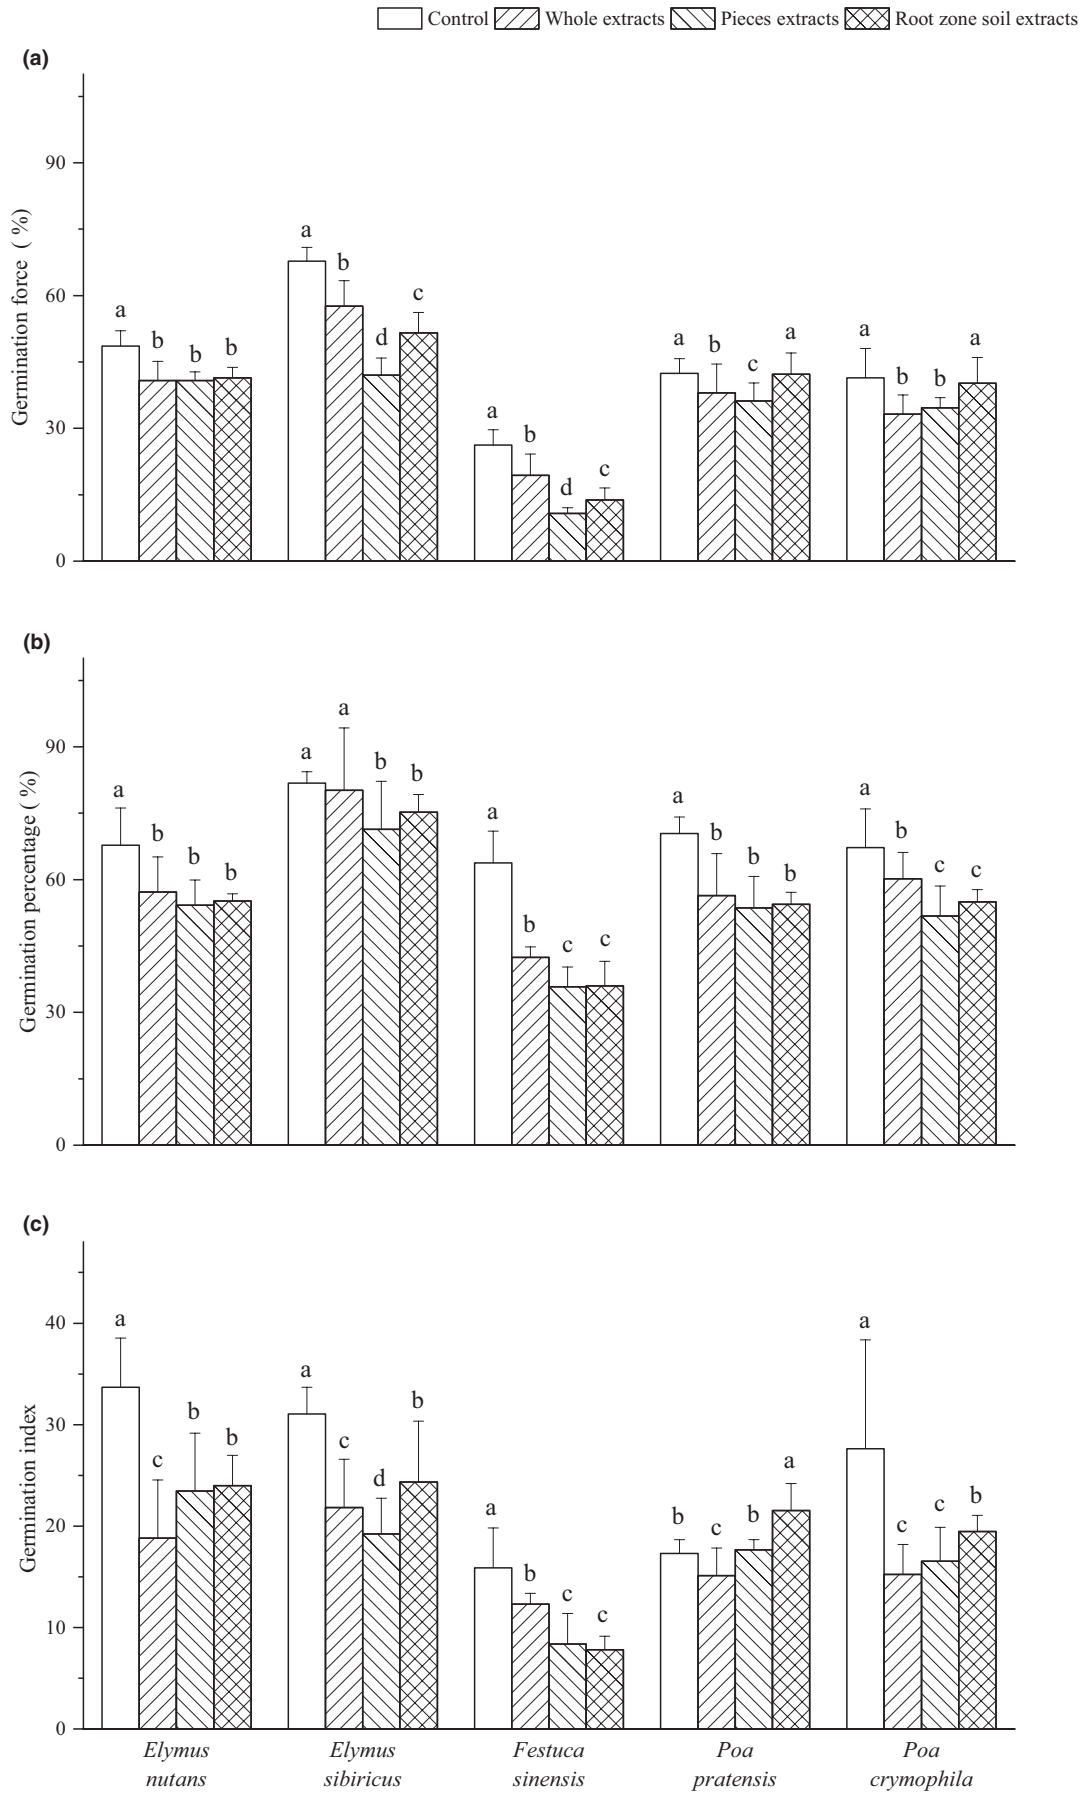 Control Whole extracts Pieces extracts Root zone soil extracts
(a)
Germination force ( %)
90
60
30
0
a b b b
a b d c
a b d c
a b c a
a b b a
(b)
Germination percentage ( %)
90
60
30
0
a b b b
a a b b
a b c c
a b b b
a b c c
(c)
Germination index
40
30
20
10
0
a c b b
a c d b
a b c c
b c b a
a c c b
Elymus
nutans
Elymus
sibiricus
Festuca
sinensis
Poa
pratensis
Poa
crymophila